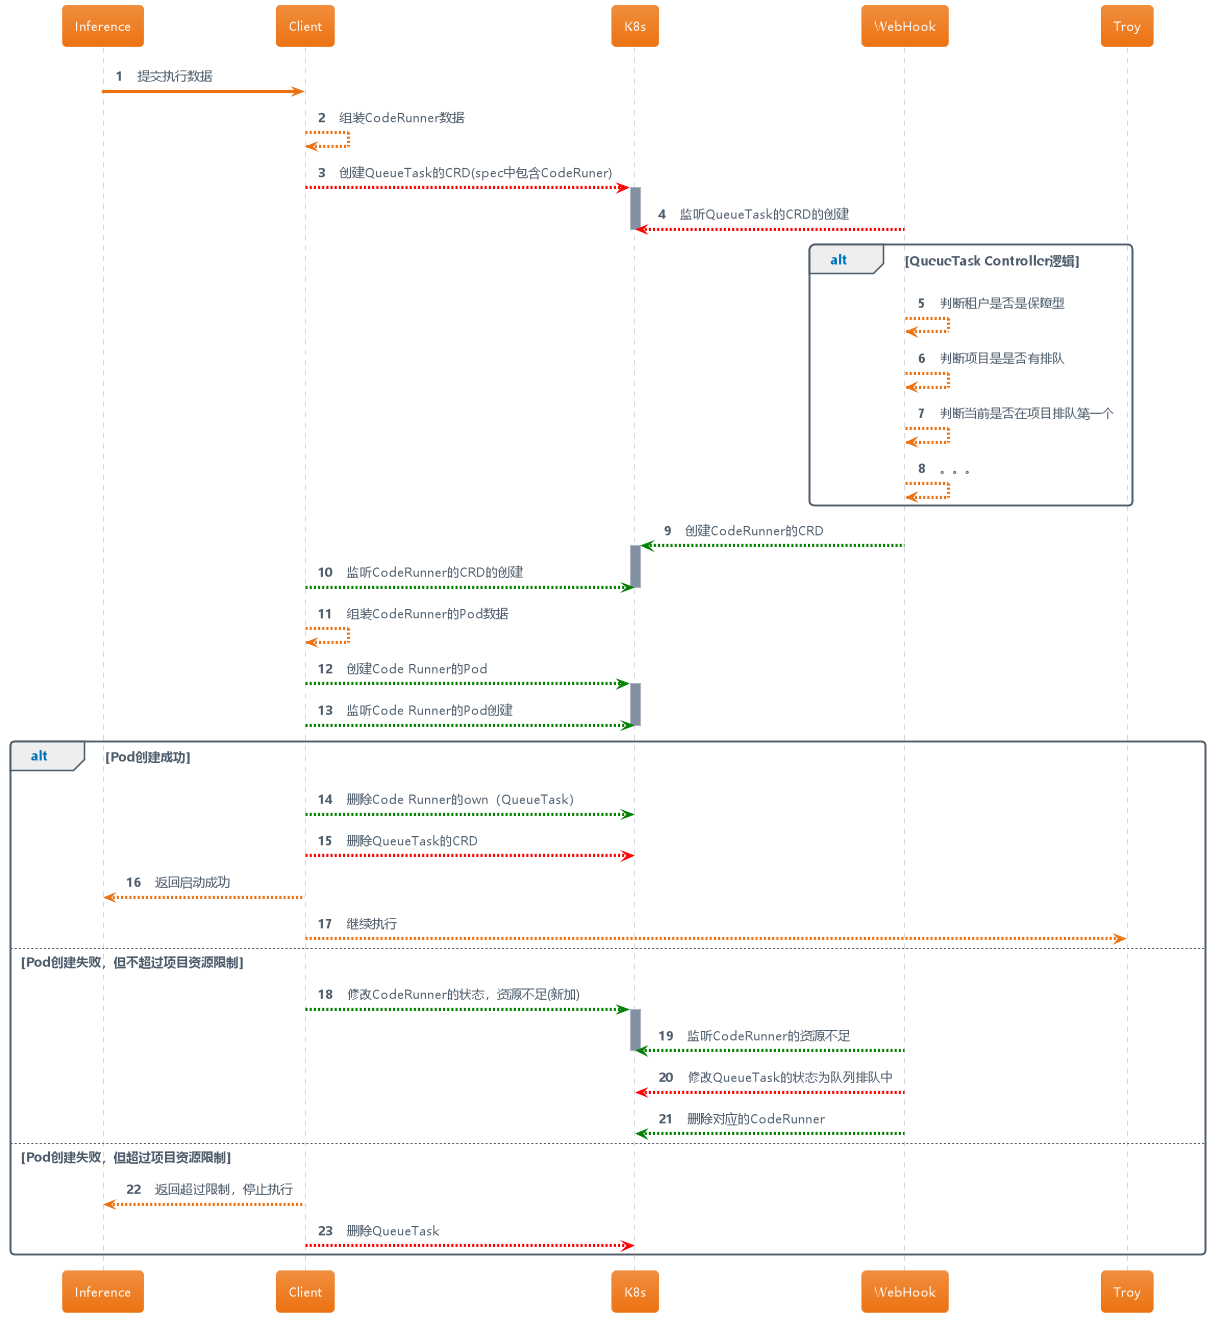 Inference Client K8s WebHook Troy
1 提交执行数据
2 组装CodeRunner数据
3 创建QueueTask的CRD(spec中包含CodeRuner)
4 监听QueueTask的CRD的创建
alt [QueueTask Controller逻辑]
5 判断租户是否是保障型
6 判断项目是是否有排队
7 判断当前是否在项目排队第一个
8 。。。
9 创建CodeRunner的CRD
10 监听CodeRunner的CRD的创建
11 组装CodeRunner的Pod数据
12 创建Code Runner的Pod
13 监听Code Runner的Pod创建
alt [Pod创建成功]
14 删除Code Runner的own（QueueTask）
15 删除QueueTask的CRD
16 返回启动成功
17 继续执行
[Pod创建失败，但不超过项目资源限制]
18 修改CodeRunner的状态，资源不足(新加)
19 监听CodeRunner的资源不足
20 修改QueueTask的状态为队列排队中
21 删除对应的CodeRunner
[Pod创建失败，但超过项目资源限制]
22 返回超过限制，停止执行
23 删除QueueTask
Inference Client K8s WebHook Troy